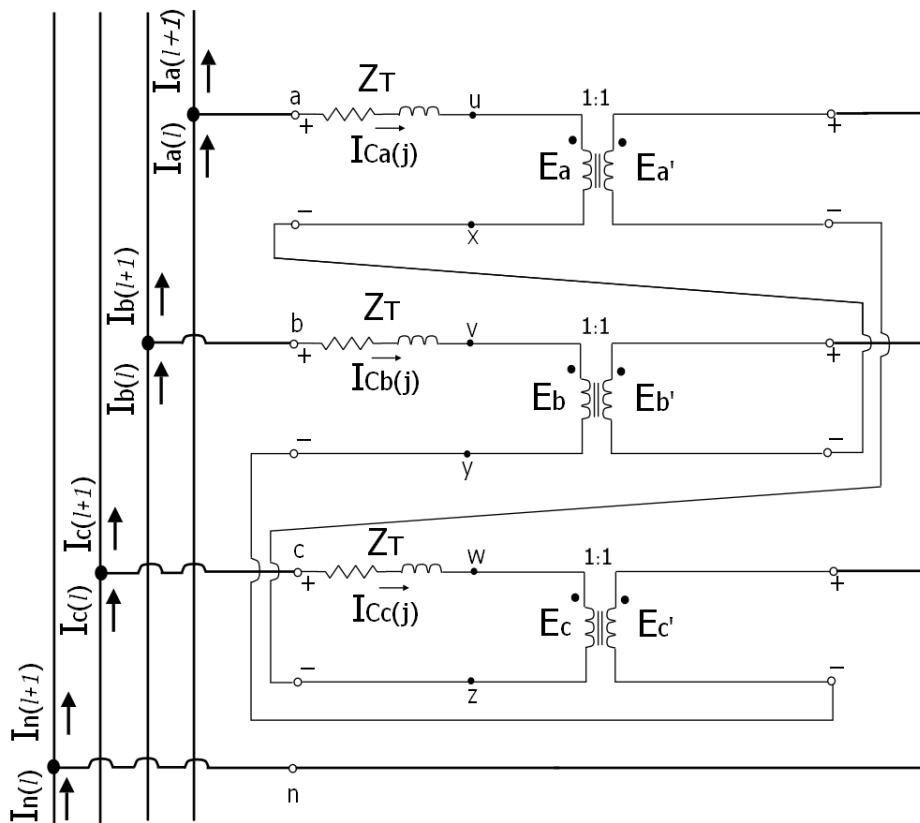 Ia(l+1)
Ia(l)
a
+
ZT
ICa(j)
u
1:1
Ea
Ea'
+
−
x
−
Ib(l+1)
Ib(l)
b
+
ZT
ICb(j)
v
1:1
Eb
Eb'
+
−
y
−
Ic(l+1)
Ic(l)
c
+
ZT
ICc(j)
w
1:1
Ec
Ec'
+
−
z
−
In(l+1)
In(l)
n